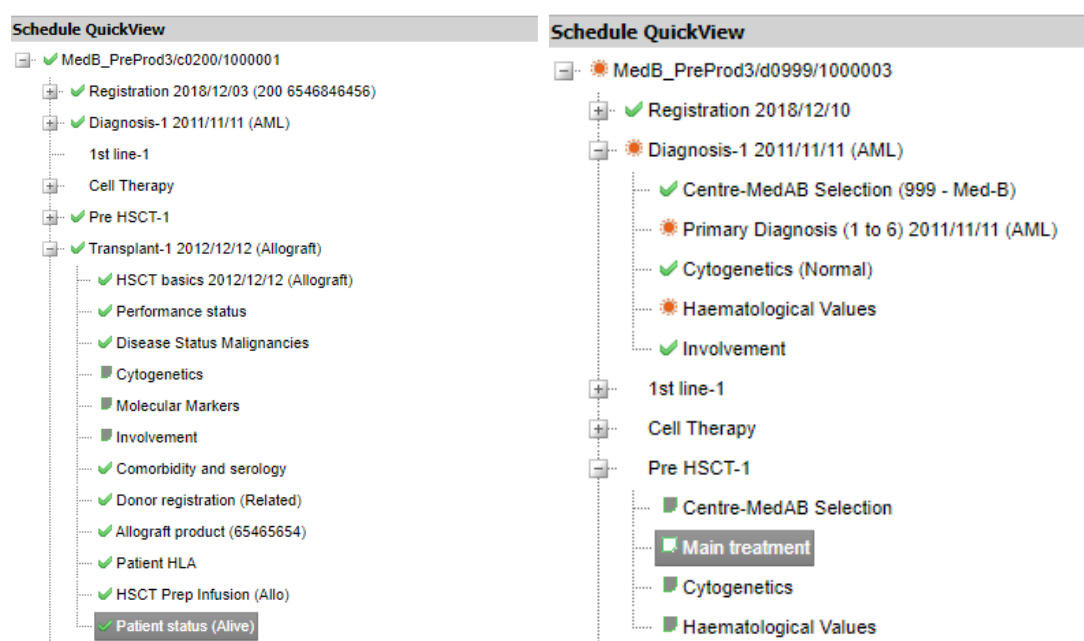 Schedule QuickView
MedB_PreProd3/c0200/1000001
Registration 2018/12/03 (200 6546846456)
Diagnosis-1 2011/11/11 (AML)
1st line-1
Cell Therapy
Pre HSCT-1
Transplant-1 2012/12/12 (Allograft)
HSCT basics 2012/12/12 (Allograft)
Performance status
Disease Status Malignancies
Cytogenetics
Molecular Markers
Involvement
Comorbidity and serology
Donor registration (Related)
Allograft product (65465654)
Patient HLA
HSCT Prep Infusion (Allo)
Patient status (Alive)
Schedule QuickView
MedB_PreProd3/d0999/1000003
Registration 2018/12/10
Diagnosis-1 2011/11/11 (AML)
Centre-MedAB Selection (999 - Med-B)
Primary Diagnosis (1 to 6) 2011/11/11 (AML)
Cytogenetics (Normal)
Haematological Values
Involvement
1st line-1
Cell Therapy
Pre HSCT-1
Centre-MedAB Selection
Main treatment
Cytogenetics
Haematological Values